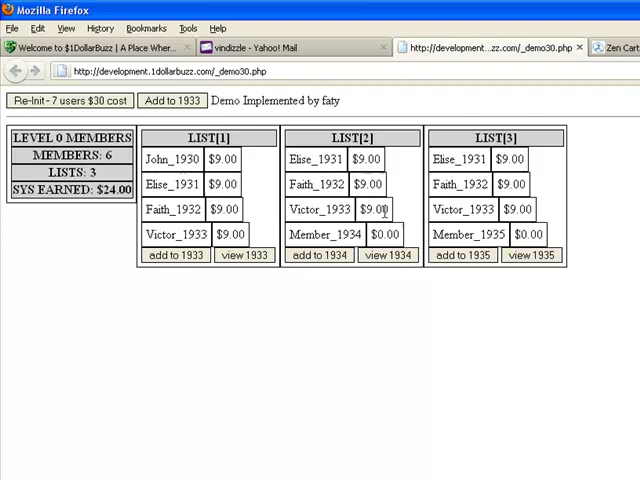 Mozilla Firefox
File Edit View History Bookmarks Tools Help
Welcome to $1DollarBuzz | A Place Wher... vindizzle - Yahoo! Mail http://development...zz.com/_demo30.php Zen Cart
http://development.1dollarbuzz.com/_demo30.php
Re-Init - 7 users $30 cost Add to 1933 Demo Implemented by faty
LEVEL 0 MEMBERS
MEMBERS: 6
LISTS: 3
SYS EARNED: $24.00
LIST[1]
John_1930 $9.00
Elise_1931 $9.00
Faith_1932 $9.00
Victor_1933 $9.00
add to 1933 view 1933
LIST[2]
Elise_1931 $9.00
Faith_1932 $9.00
Victor_1933 $9.00
Member_1934 $0.00
add to 1934 view 1934
LIST[3]
Elise_1931 $9.00
Faith_1932 $9.00
Victor_1933 $9.00
Member_1935 $0.00
add to 1935 view 1935